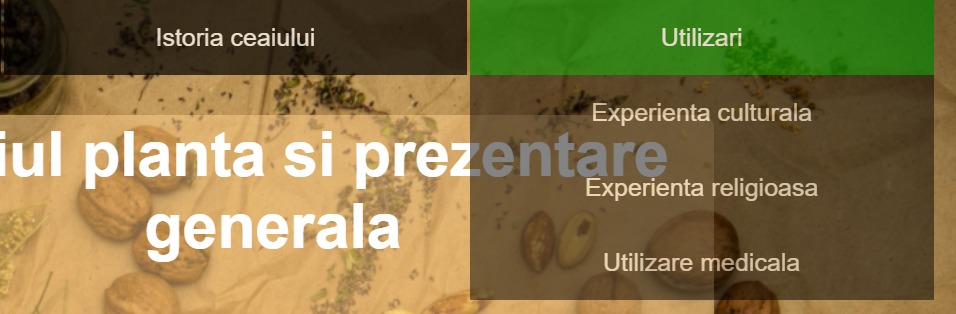 Istoria ceaiului
Utilizari
Experienta culturala
iul planta si prezentare
Experienta religioasa
generala
Utilizare medicala